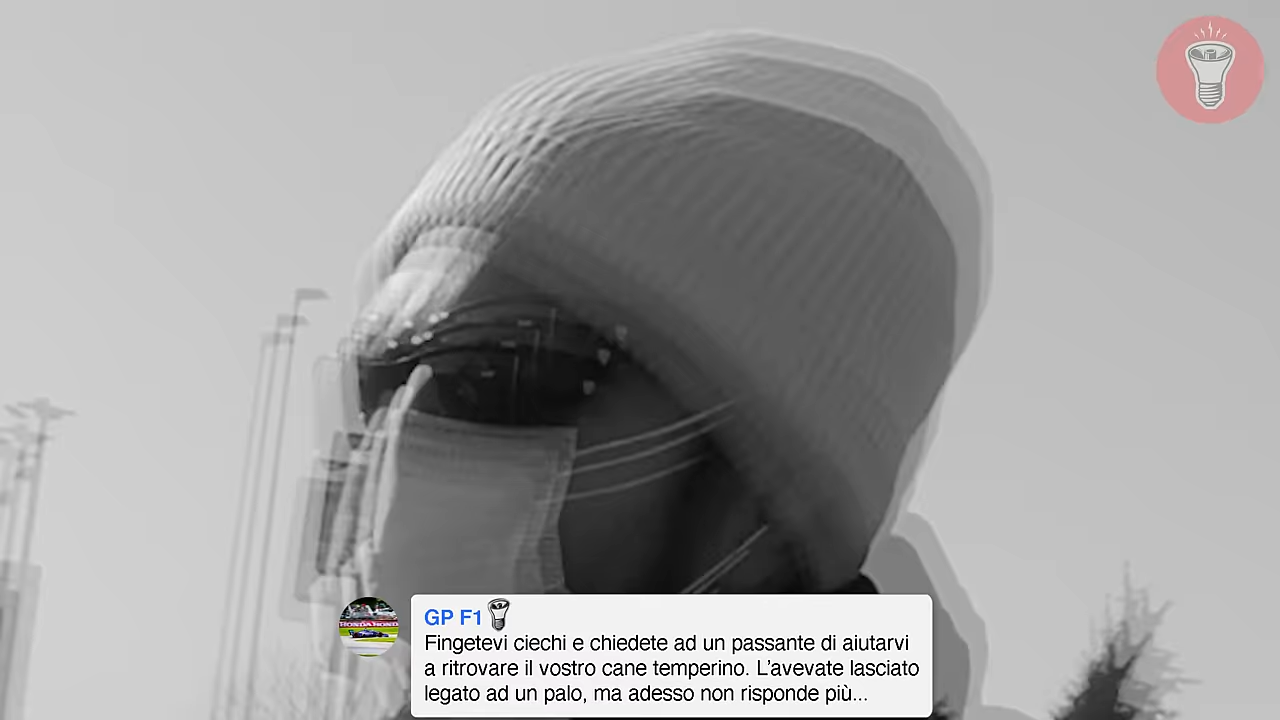 GP F1
Fingetevi ciechi e chiedete ad un passante di aiutarvi
a ritrovare il vostro cane temperino. L'avevate lasciato
legato ad un palo, ma adesso non risponde più...